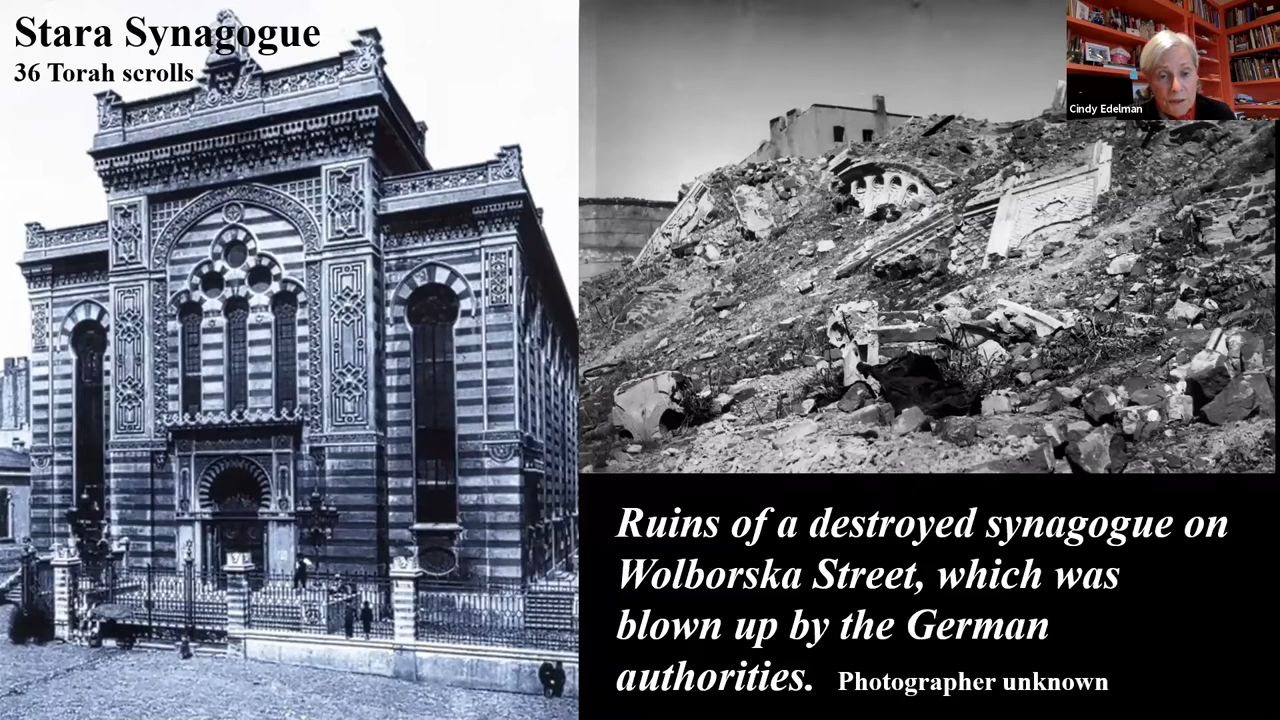 Stara Synagogue
36 Torah scrolls
Cindy Edelman
Ruins of a destroyed synagogue on
Wolborska Street, which was
blown up by the German
authorities. Photographer unknown